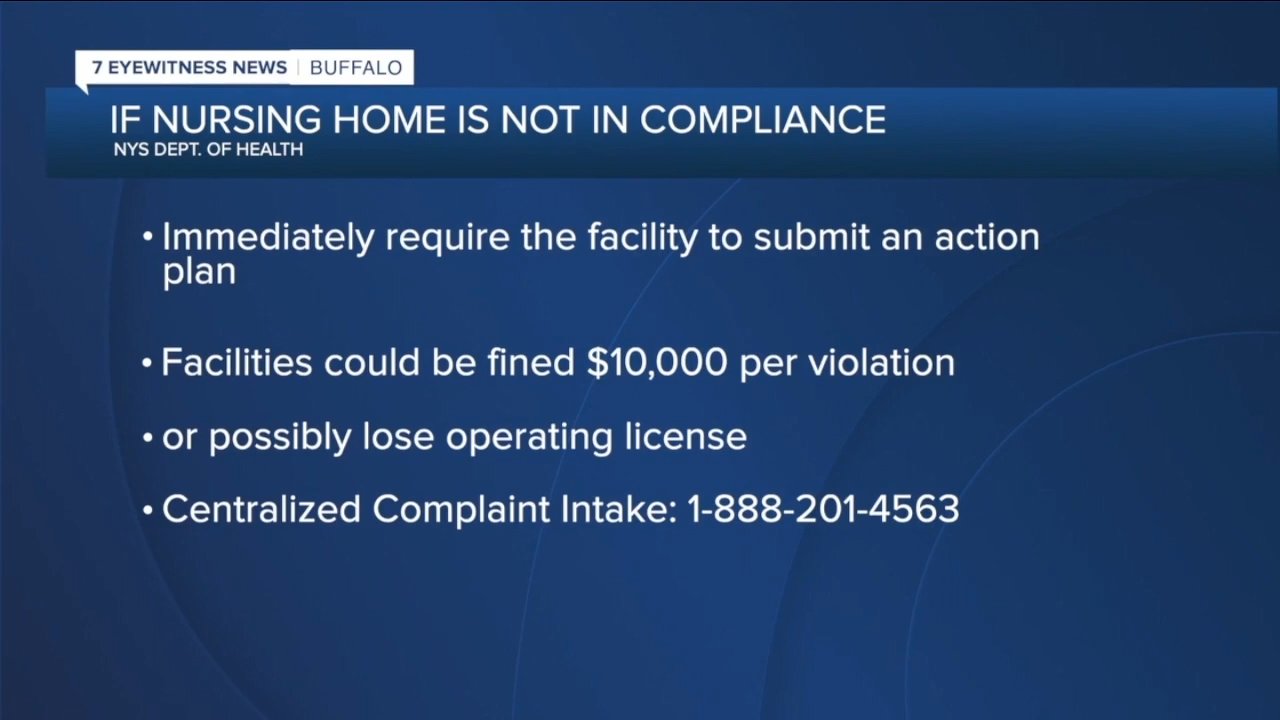 7 EYEWITNESS NEWS | BUFFALO
IF NURSING HOME IS NOT IN COMPLIANCE
NYS DEPT. OF HEALTH
• Immediately require the facility to submit an action
plan
• Facilities could be fined $10,000 per violation
• or possibly lose operating license
• Centralized Complaint Intake: 1-888-201-4563